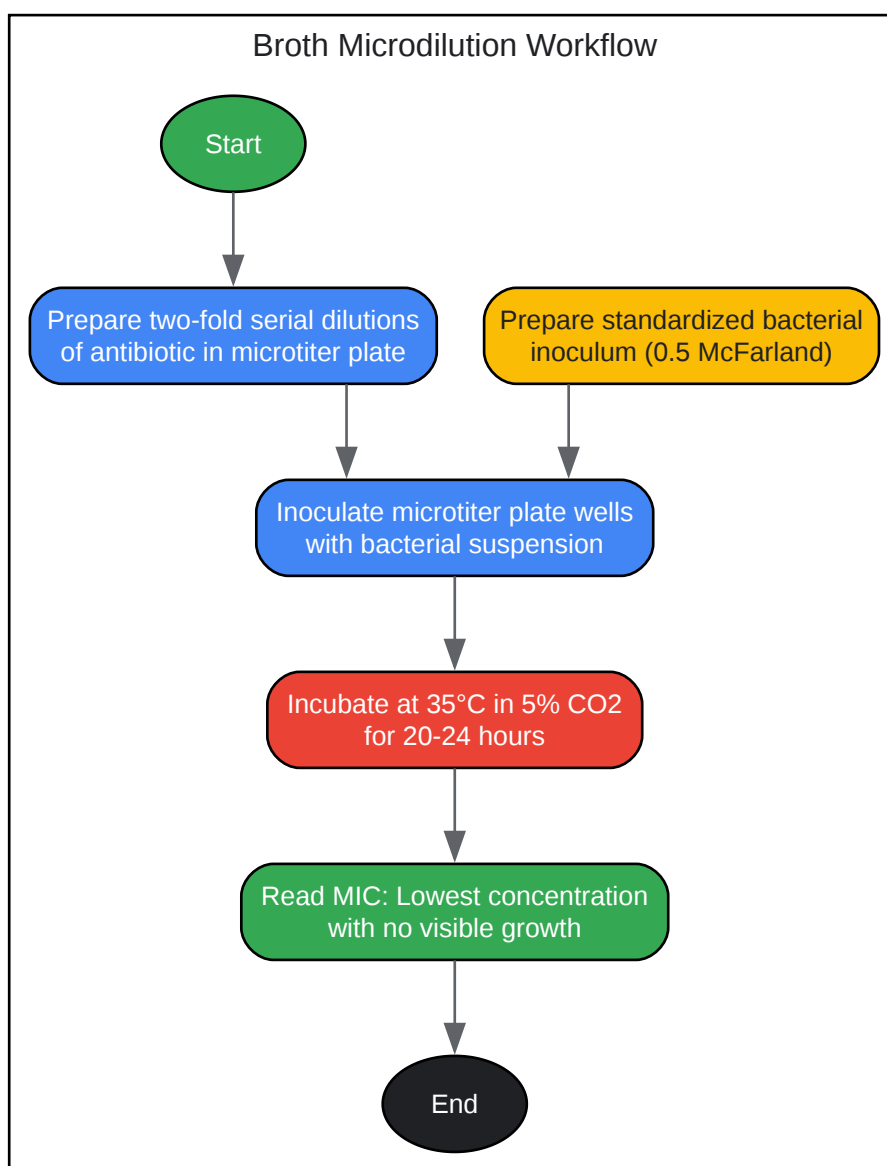 Broth Microdilution Workflow
Start
Prepare two-fold serial dilutions
of antibiotic in microtiter plate
Prepare standardized bacterial
inoculum (0.5 McFarland)
Inoculate microtiter plate wells
with bacterial suspension
Incubate at 35°C in 5% CO2
for 20-24 hours
Read MIC: Lowest concentration
with no visible growth
End